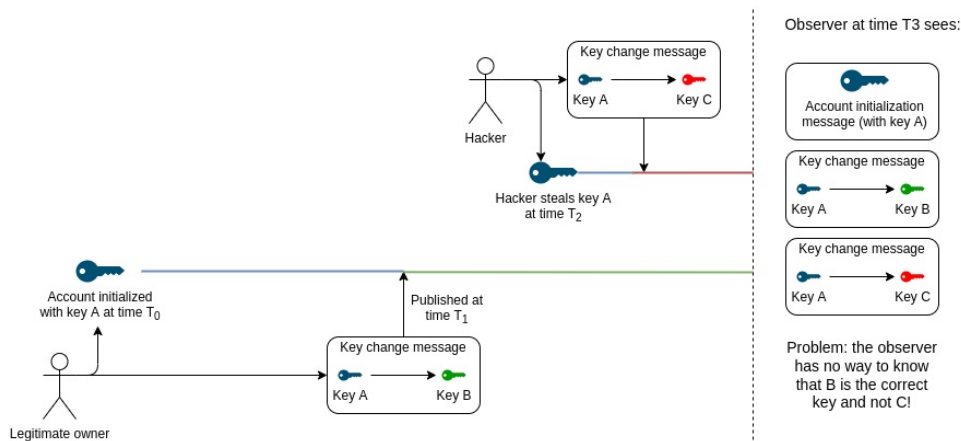 Observer at time T3 sees:
Key change message
Key A
Key C
Hacker
Hacker steals key A
at time T₂
Account initialized
with key A at time T₀
Published at
time T₁
Key change message
Key A
Key B
Legitimate owner
Account initialization
message (with key A)
Key change message
Key A
Key B
Key change message
Key A
Key C
Problem: the observer
has no way to know
that B is the correct
key and not C!